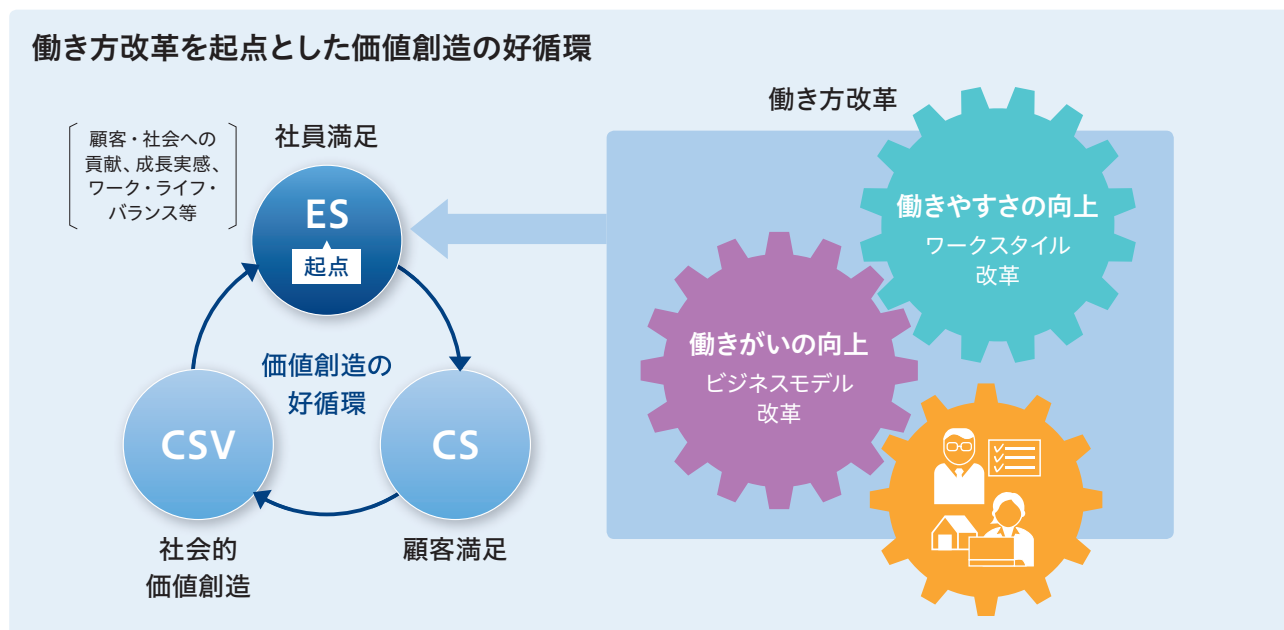 働き方改革を起点とした価値創造の好循環
顧客・社会への
貢献、成長実感、
ワーク・ライフ・
バランス等
社員満足
ES
起点
価値創造の
好循環
CSV
CS
社会的
価値創造
顧客満足
働き方改革
働きやすさの向上
ワークスタイル
改革
働きがいの向上
ビジネスモデル
改革